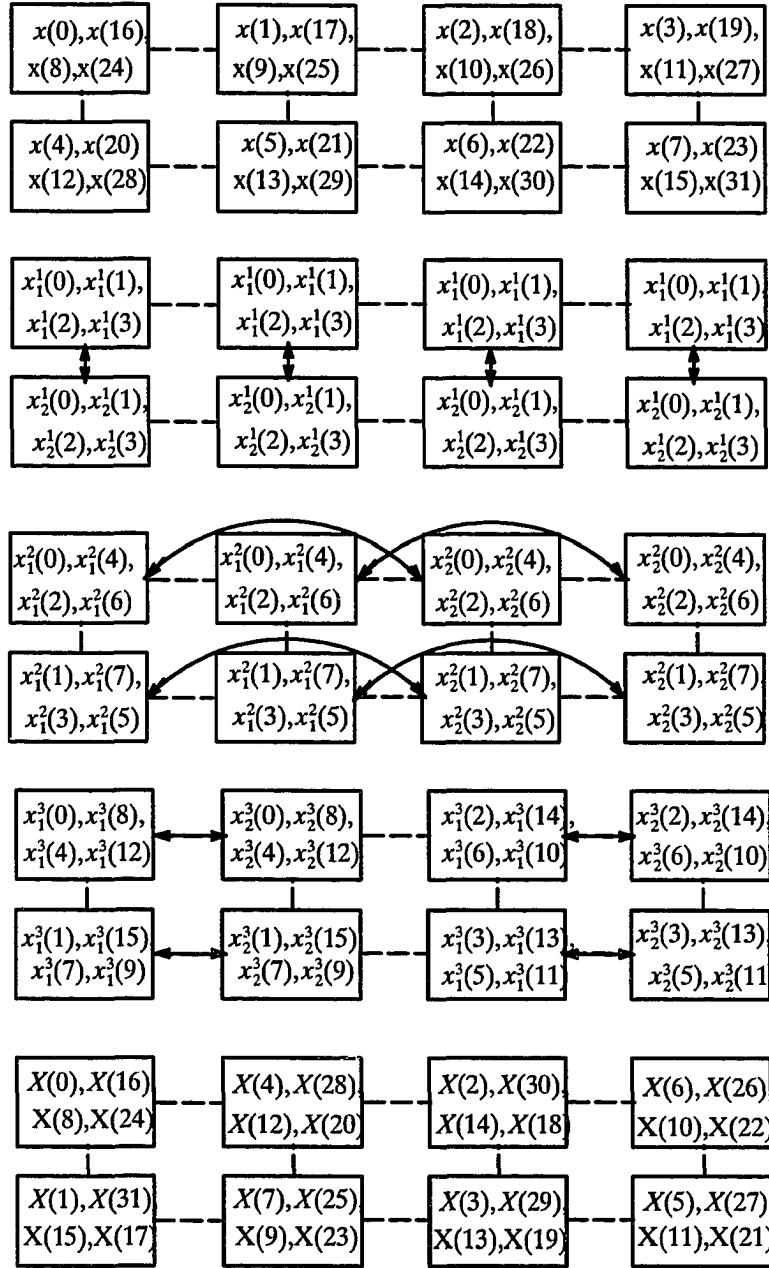 x(0),x(16),
x(8),x(24)
x(1),x(17),
x(9),x(25)
x(2),x(18),
x(10),x(26)
x(3),x(19),
x(11),x(27)
x(4),x(20)
x(12),x(28)
x(5),x(21)
x(13),x(29)
x(6),x(22)
x(14),x(30)
x(7),x(23)
x(15),x(31)
x₁¹(0),x₁¹(1),
x₁¹(2),x₁¹(3)
x₁¹(0),x₁¹(1),
x₁¹(2),x₁¹(3)
x₁¹(0),x₁¹(1),
x₁¹(2),x₁¹(3)
x₁¹(0),x₁¹(1)
x₁¹(2),x₁¹(3)
x₂¹(0),x₂¹(1),
x₂¹(2),x₂¹(3)
x₂¹(0),x₂¹(1),
x₂¹(2),x₂¹(3)
x₂¹(0),x₂¹(1),
x₂¹(2),x₂¹(3)
x₂¹(0),x₂¹(1),
x₂¹(2),x₂¹(3)
x₁²(0),x₁²(4),
x₁²(2),x₁²(6)
x₁²(0),x₁²(4),
x₁²(2),x₁²(6)
x₂²(0),x₂²(4),
x₂²(2),x₂²(6)
x₂²(0),x₂²(4),
x₂²(2),x₂²(6)
x₁²(1),x₁²(7),
x₁²(3),x₁²(5)
x₁²(1),x₁²(7),
x₁²(3),x₁²(5)
x₂²(1),x₂²(7),
x₂²(3),x₂²(5)
x₂²(1),x₂²(7)
x₂²(3),x₂²(5)
x₁³(0),x₁³(8),
x₁³(4),x₁³(12)
x₂³(0),x₂³(8),
x₂³(4),x₂³(12)
x₁³(2),x₁³(14),
x₁³(6),x₁³(10)
x₂³(2),x₂³(14),
x₂³(6),x₂³(10)
x₁³(1),x₁³(15)
x₁³(7),x₁³(9)
x₂³(1),x₂³(15)
x₂³(7),x₂³(9)
x₁³(3),x₁³(13),
x₁³(5),x₁³(11)
x₂³(3),x₂³(13),
x₂³(5),x₂³(11
X(0),X(16)
X(8),X(24)
X(4),X(28)
X(12),X(20)
X(2),X(30)
X(14),X(18)
X(6),X(26)
X(10),X(22)
X(1),X(31)
X(15),X(17)
X(7),X(25)
X(9),X(23)
X(3),X(29)
X(13),X(19)
X(5),X(27)
X(11),X(21)